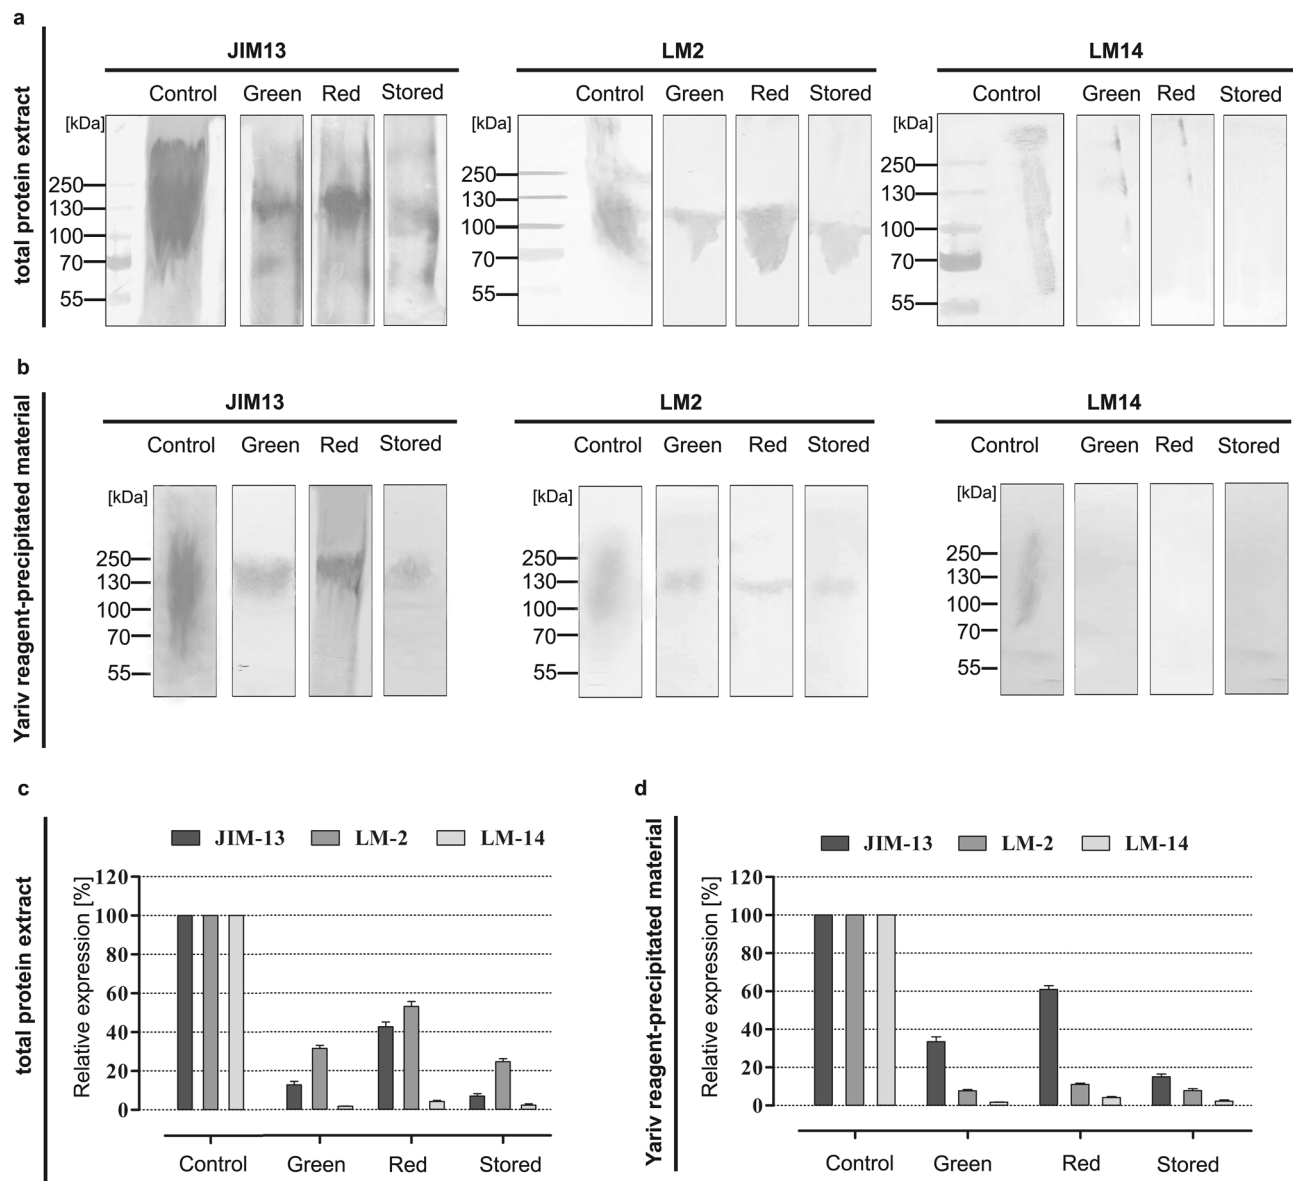 a
total protein extract
JIM13
LM2
LM14
Control Green Red Stored
Control Green Red Stored
Control Green Red Stored
[kDa]
250
130
100
70
55
[kDa]
250
130
100
70
55
[kDa]
250
130
100
70
55
b
Yariv reagent-precipitated material
JIM13
LM2
LM14
Control Green Red Stored
Control Green Red Stored
Control Green Red Stored
[kDa]
250
130
100
70
55
[kDa]
250
130
100
70
55
[kDa]
250
130
100
70
55
c
total protein extract
JIM-13 LM-2 LM-14
Relative expression [%]
120
100
80
60
40
20
0
Control Green Red Stored
d
Yariv reagent-precipitated material
JIM-13 LM-2 LM-14
Relative expression [%]
120
100
80
60
40
20
0
Control Green Red Stored